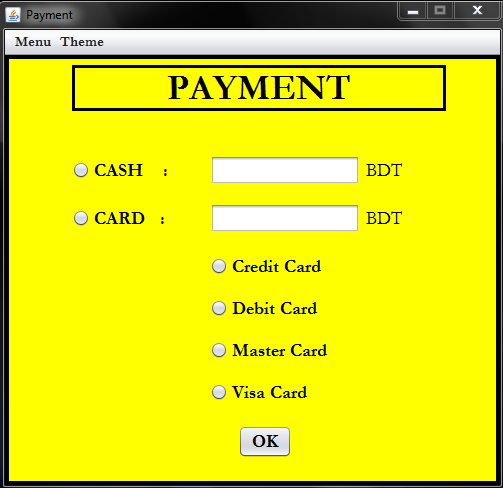 Payment
Menu Theme
PAYMENT
CASH : BDT
CARD : BDT
Credit Card
Debit Card
Master Card
Visa Card
OK